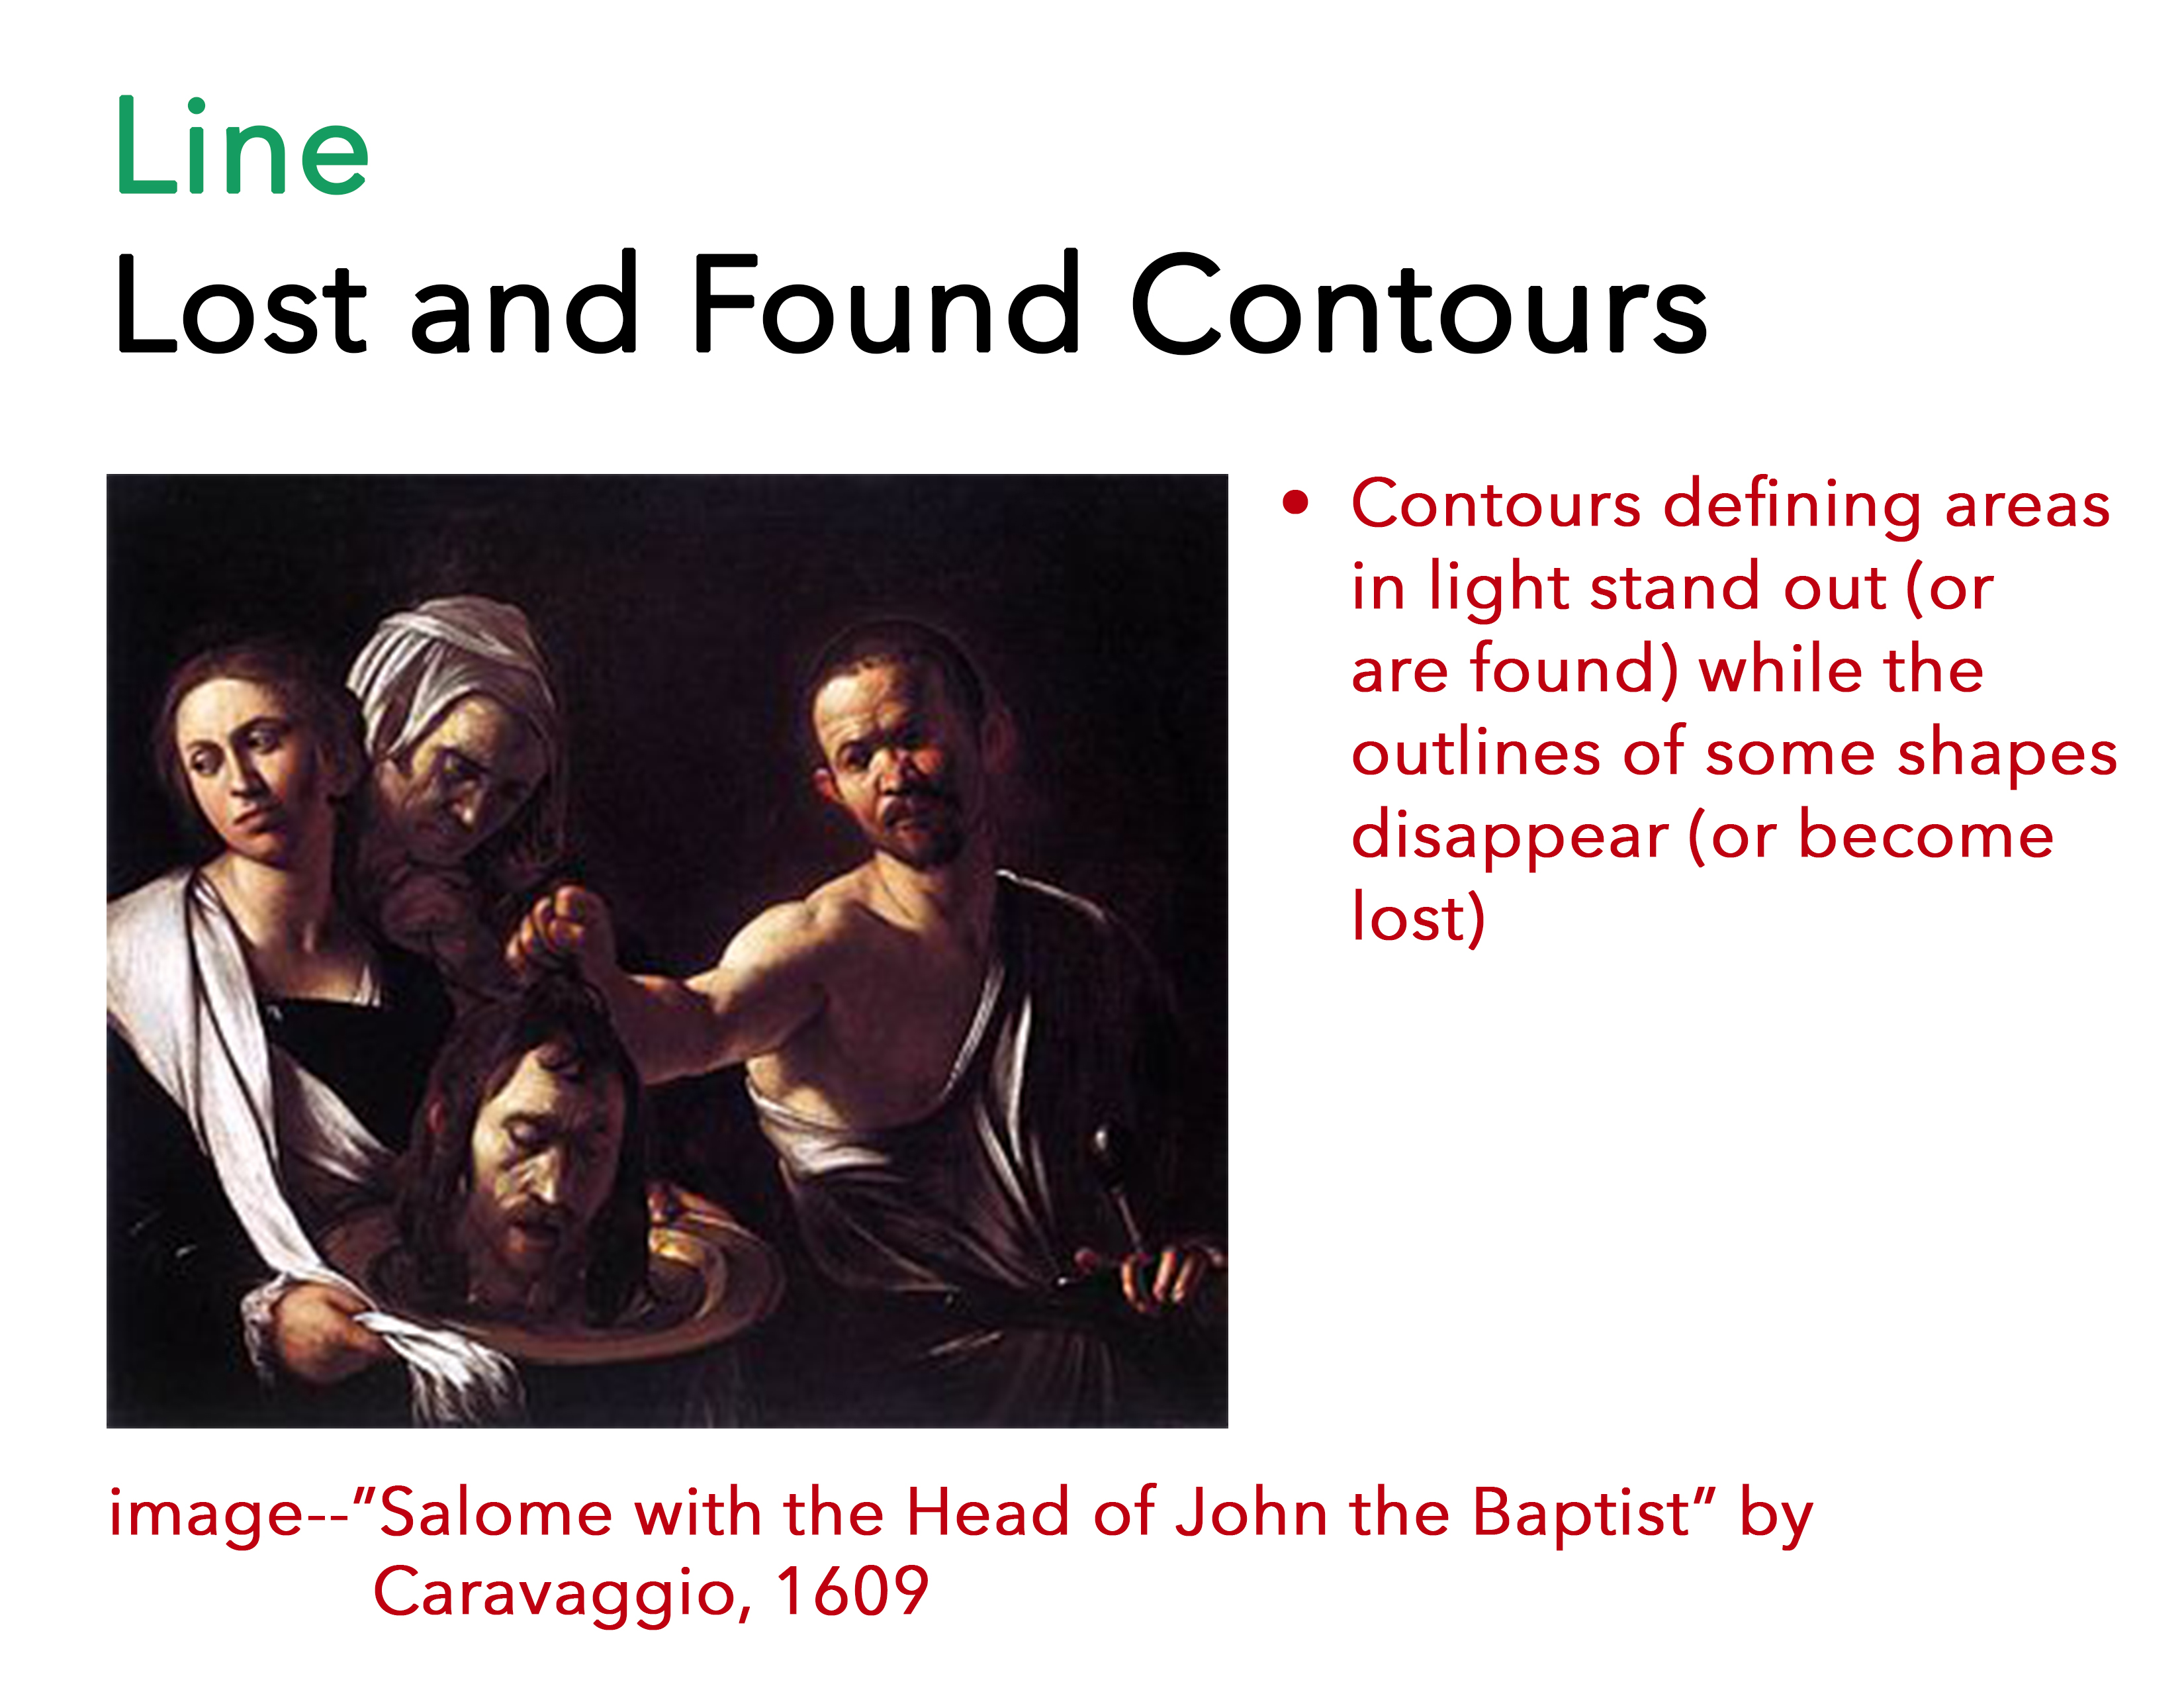 Line
Lost and Found Contours
• Contours defining areas
in light stand out (or
are found) while the
outlines of some shapes
disappear (or become
lost)
image--"Salome with the Head of John the Baptist" by
Caravaggio, 1609